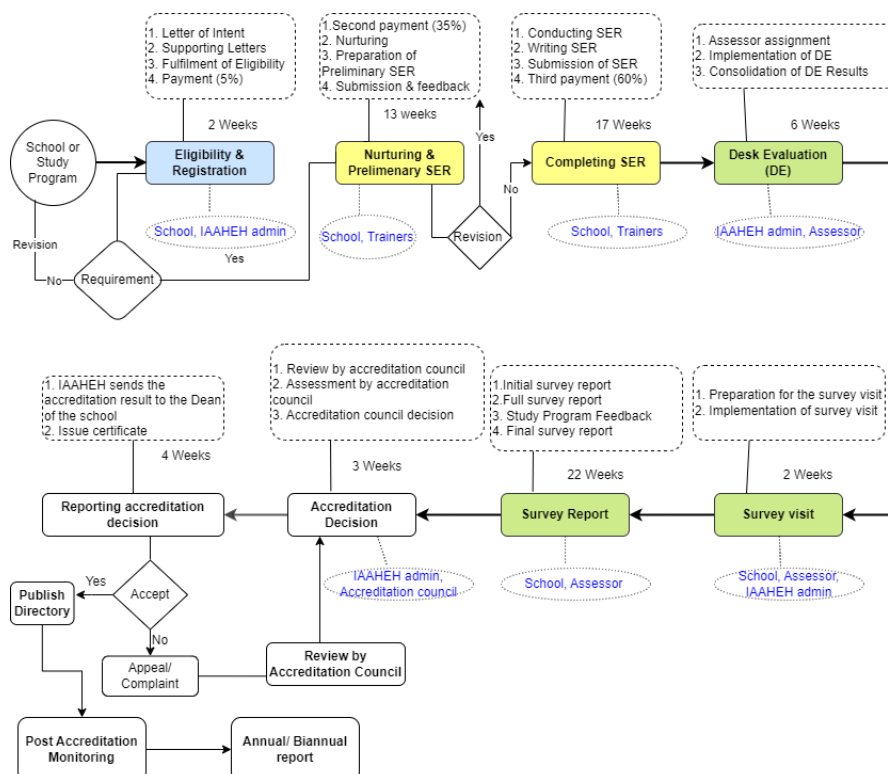 1. Letter of Intent
2. Supporting Letters
3. Fulfilment of Eligibility
4. Payment (5%)
1.Second payment (35%)
2. Nurturing
3. Preparation of
Preliminary SER
4. Submission & feedback
1. Conducting SER
2. Writing SER
3. Submission of SER
4. Third payment (60%)
1. Assessor assignment
2. Implementation of DE
3. Consolidation of DE Results
2 Weeks
13 weeks
17 Weeks
6 Weeks
School or
Study
Program
Eligibility &
Registration
Nurturing &
Prelimenary SER
Yes
Completing SER
Desk Evaluation
(DE)
No
School, IAAHEH admin
School, Trainers
Revision
School, Trainers
IAAHEH admin, Assessor
Revision
Yes
No
Requirement
1. IAAHEH sends the
accreditation result to the Dean
of the school
2. Issue certificate
1. Review by accreditation council
2. Assessment by accreditation
council
3. Accreditation council decision
1.Initial survey report
2.Full survey report
3. Study Program Feedback
4. Final survey report
1. Preparation for the survey visit
2. Implementation of survey visit
4 Weeks
3 Weeks
22 Weeks
2 Weeks
Reporting accreditation
decision
Accreditation
Decision
Survey Report
Survey visit
IAAHEH admin,
Accreditation council
School, Assessor
School, Assessor,
IAAHEH admin
Yes
Publish
Directory
Accept
No
Appeal/
Complaint
Review by
Accreditation Council
Post Accreditation
Monitoring
Annual/ Biannual
report